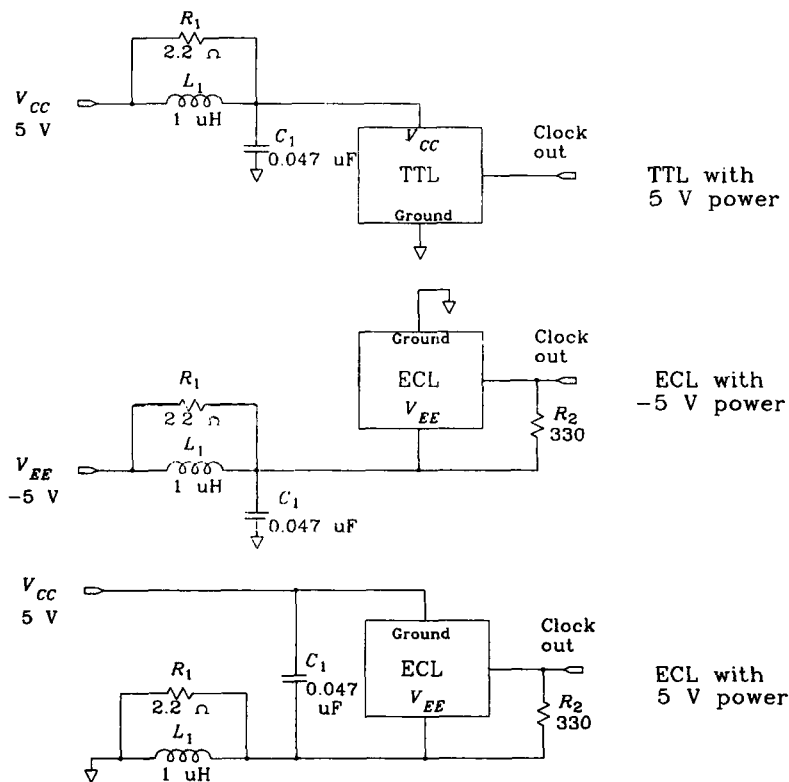 R1
2.2 Ω
L1
1 uH
VCC
5 V
C1
0.047 uF
VCC
TTL
Ground
Clock
out
TTL with
5 V power
Ground
ECL
VEE
Clock
out
R2
330
ECL with
-5 V power
R1
2.2 Ω
L1
1 uH
VEE
-5 V
C1
0.047 uF
VCC
5 V
C1
0.047
uF
Ground
ECL
VEE
Clock
out
R2
330
ECL with
5 V power
R1
2.2 Ω
L1
1 uH